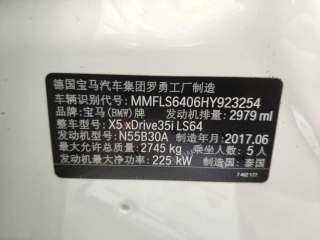 德国宝马汽车集团罗勇工厂制造
车辆识别代号: MMFLS6406HY923254
品牌: 宝马(BMW)牌 发动机排量: 2979 ml
整车型号: X5 xDrive35i LS64
发动机型号: N55B30A 制造年月: 2017.06
最大允许总质量: 2745 kg 乘坐人数: 5 人
发动机最大净功率: 225 kW 制造国: 泰国
7 462 177